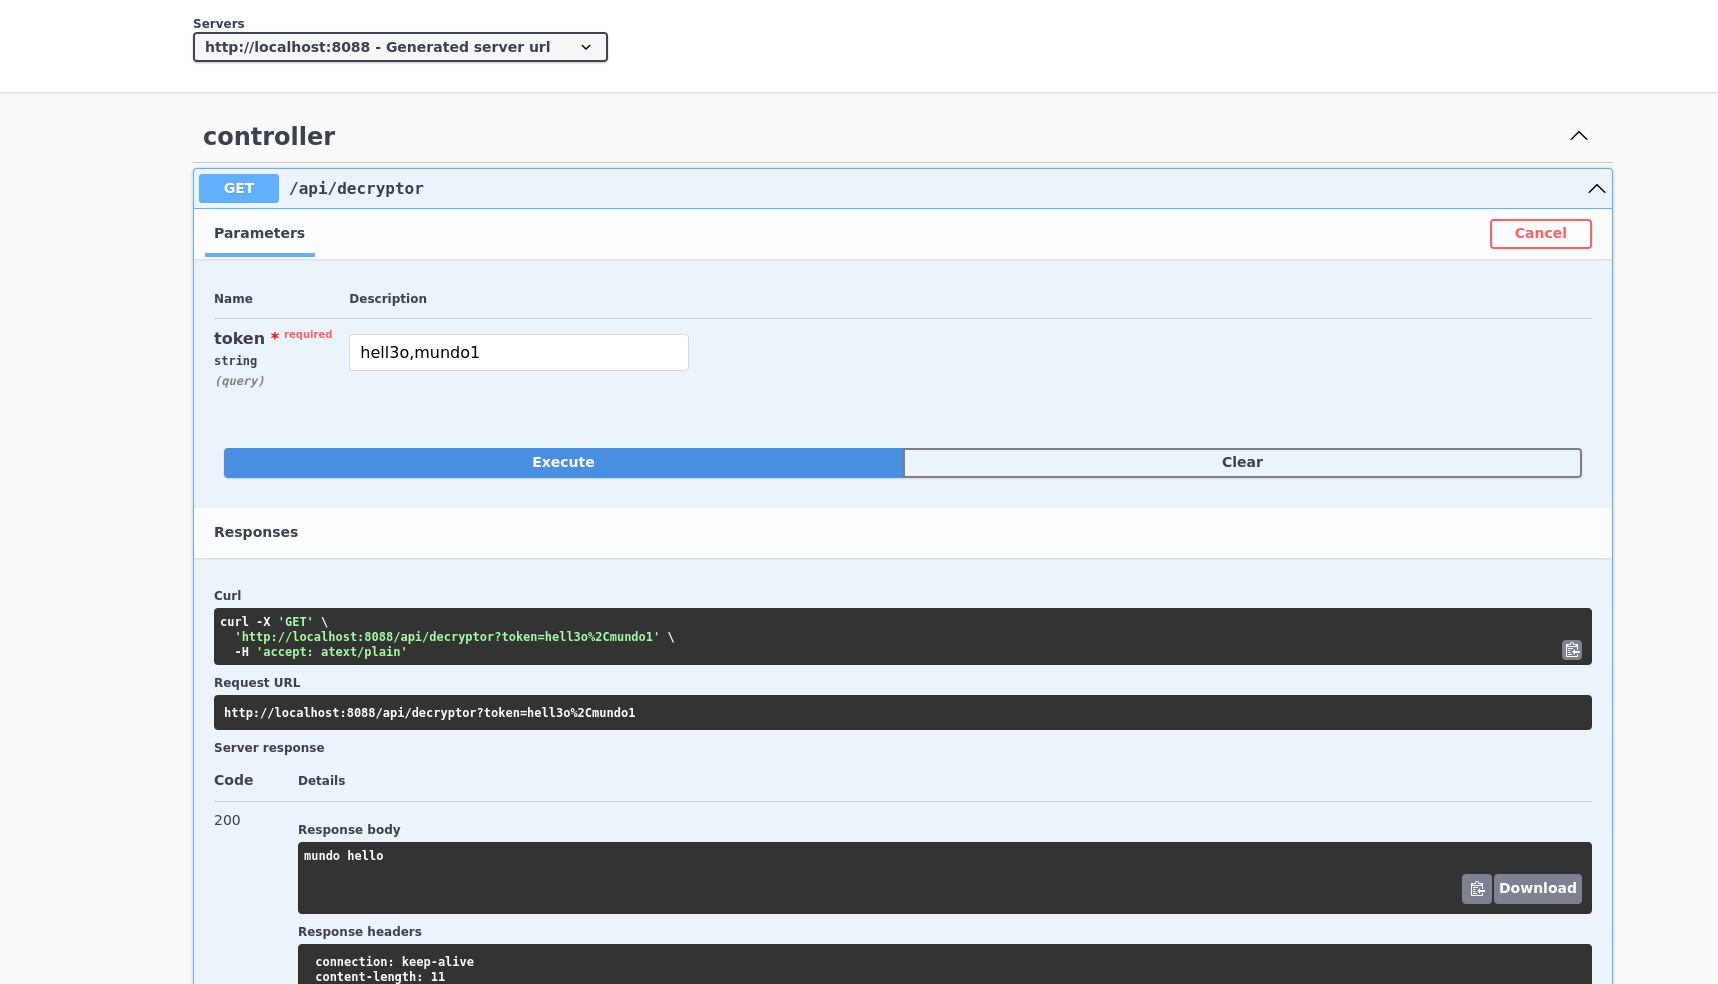 Servers
http://localhost:8088 - Generated server url
controller
GET /api/decryptor
Parameters Cancel
Name Description
token * required
string
(query)
hell3o,mundo1
Execute Clear
Responses
Curl
curl -X 'GET' \
'http://localhost:8088/api/decryptor?token=hell3o%2Cmundo1' \
-H 'accept: atext/plain'
Request URL
http://localhost:8088/api/decryptor?token=hell3o%2Cmundo1
Server response
Code Details
200
Response body
mundo hello
Download
Response headers
connection: keep-alive
content-length: 11